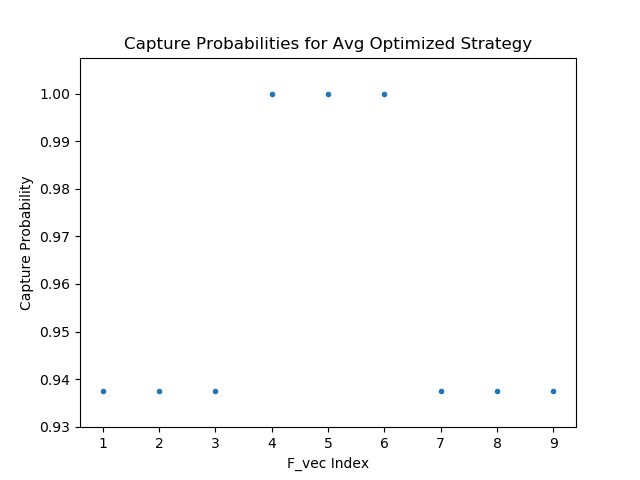 Capture Probabilities for Avg Optimized Strategy
1.00
0.99
0.98
0.97
0.96
0.95
0.94
0.93
Capture Probability
1 2 3 4 5 6 7 8 9
F_vec Index